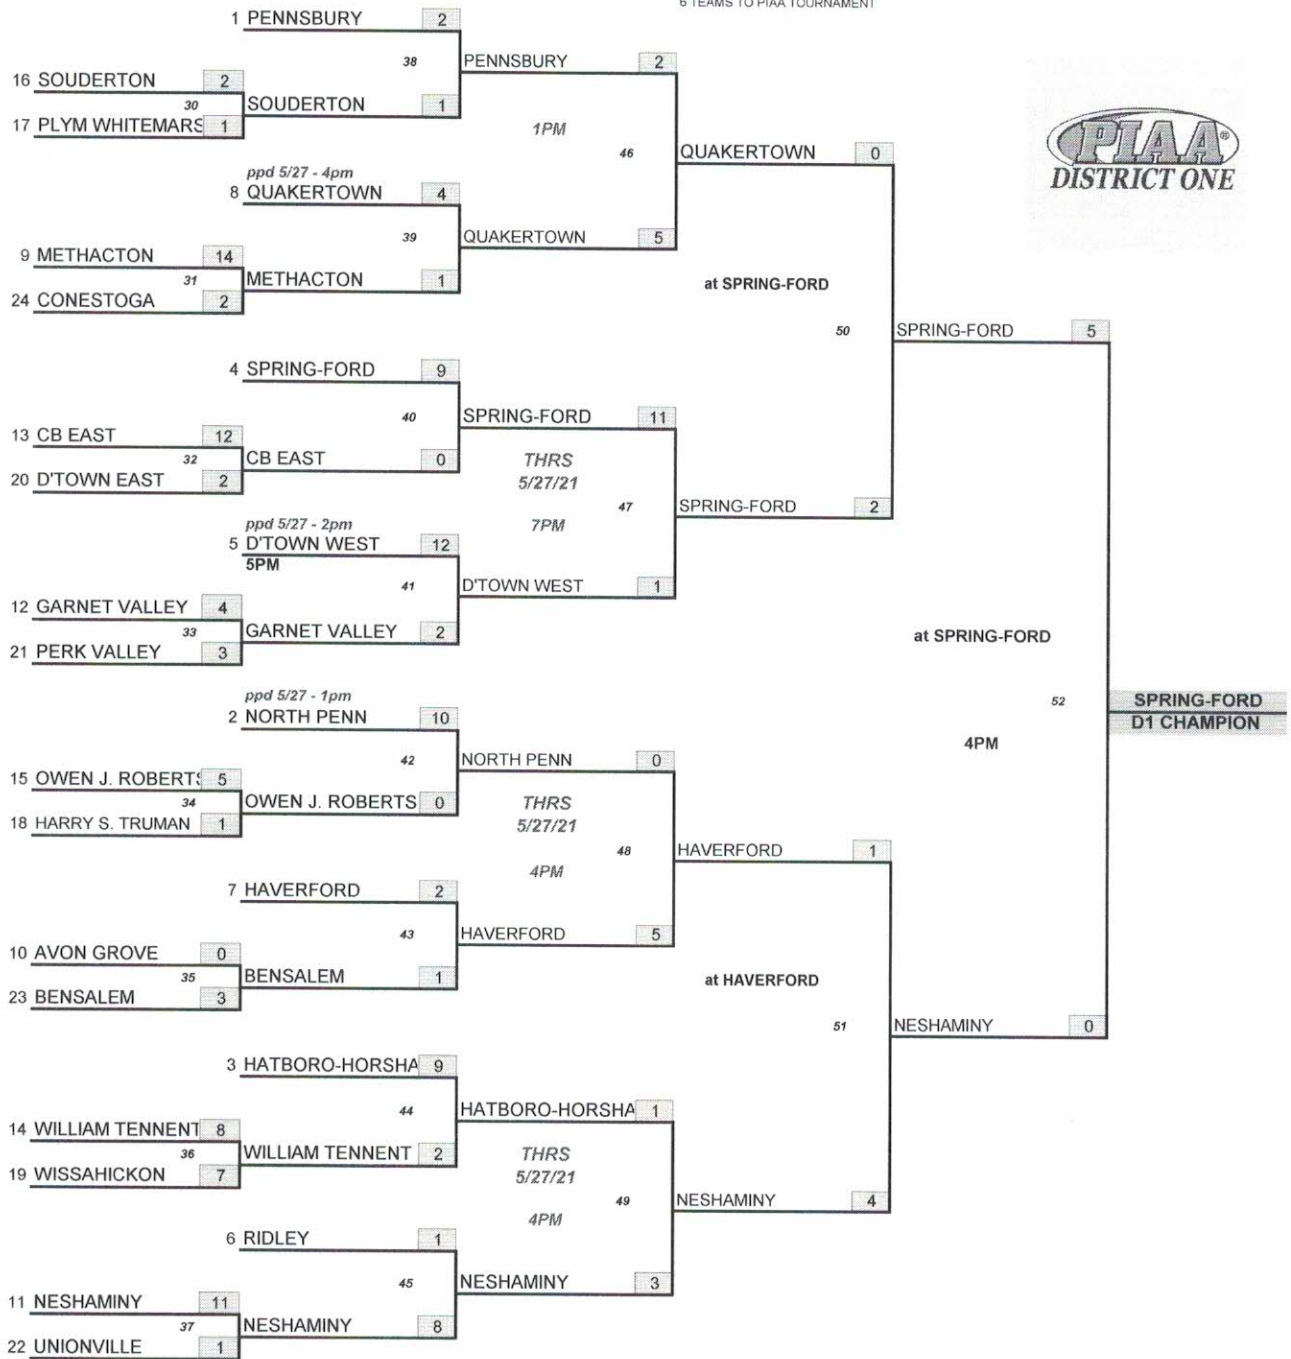 6 TEAMS TO PIAA TOURNAMENT
1 PENNSBURY 2
38
PENNSBURY 2
16 SOUDERTON 2
30
SOUDERTON 1
17 PLYM WHITEMARS 1
1PM
46
QUAKERTOWN 0
ppd 5/27 - 4pm
8 QUAKERTOWN 4
39
QUAKERTOWN 5
9 METHACTON 14
31
METHACTON 1
24 CONESTOGA 2
at SPRING-FORD
50
SPRING-FORD 5
4 SPRING-FORD 9
40
SPRING-FORD 11
13 CB EAST 12
32
CB EAST 0
20 D'TOWN EAST 2
THRS
5/27/21
47
7PM
SPRING-FORD 2
ppd 5/27 - 2pm
5 D'TOWN WEST 12
5PM
41
D'TOWN WEST 1
12 GARNET VALLEY 4
33
GARNET VALLEY 2
21 PERK VALLEY 3
at SPRING-FORD
52
4PM
SPRING-FORD
D1 CHAMPION
ppd 5/27 - 1pm
2 NORTH PENN 10
42
NORTH PENN 0
15 OWEN J. ROBERTS 5
34
OWEN J. ROBERTS 0
18 HARRY S. TRUMAN 1
THRS
5/27/21
48
4PM
HAVERFORD 1
7 HAVERFORD 2
43
HAVERFORD 5
10 AVON GROVE 0
35
BENSALEM 1
23 BENSALEM 3
at HAVERFORD
51
NESHAMINY 0
3 HATBORO-HORSHA 9
44
HATBORO-HORSHA 1
14 WILLIAM TENNENT 8
36
WILLIAM TENNENT 2
19 WISSAHICKON 7
THRS
5/27/21
49
4PM
NESHAMINY 4
6 RIDLEY 1
45
NESHAMINY 3
11 NESHAMINY 11
37
NESHAMINY 8
22 UNIONVILLE 1
PIAA®
DISTRICT ONE